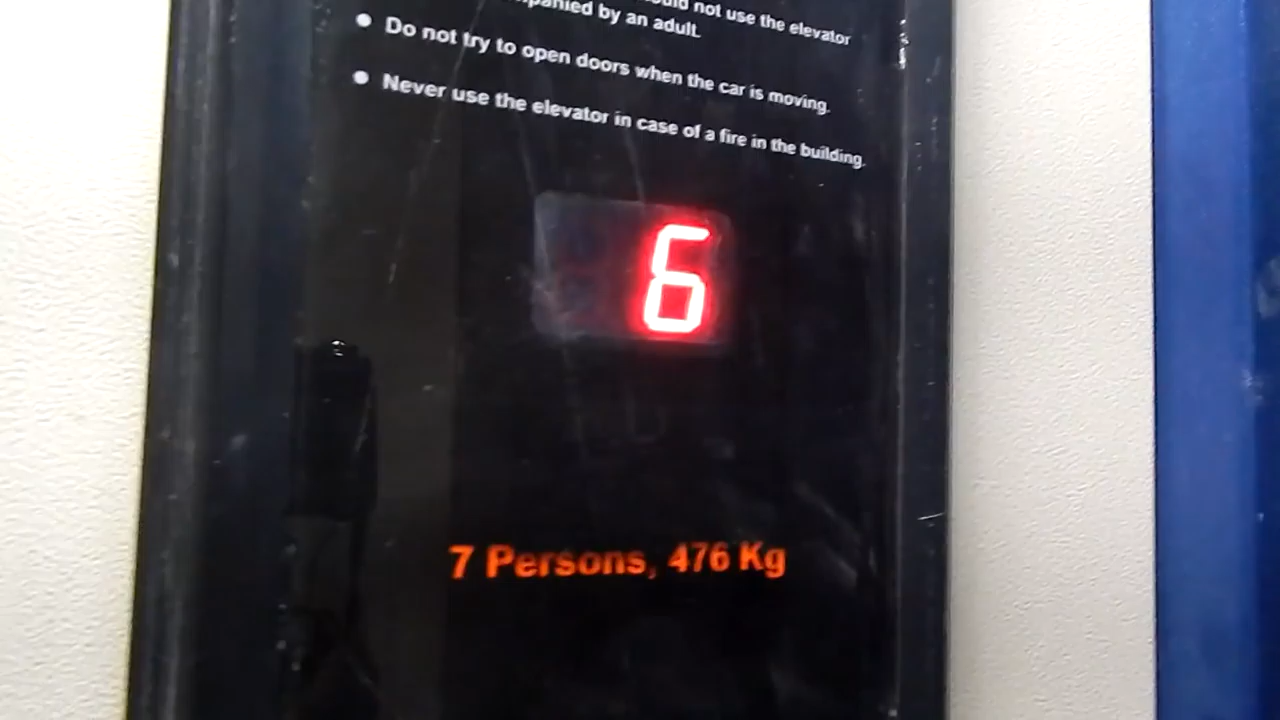 not use the elevator
by an adult.
Do not try to open doors when the car is moving.
Never use the elevator in case of a fire in the building.
6
7 Persons, 476 Kg